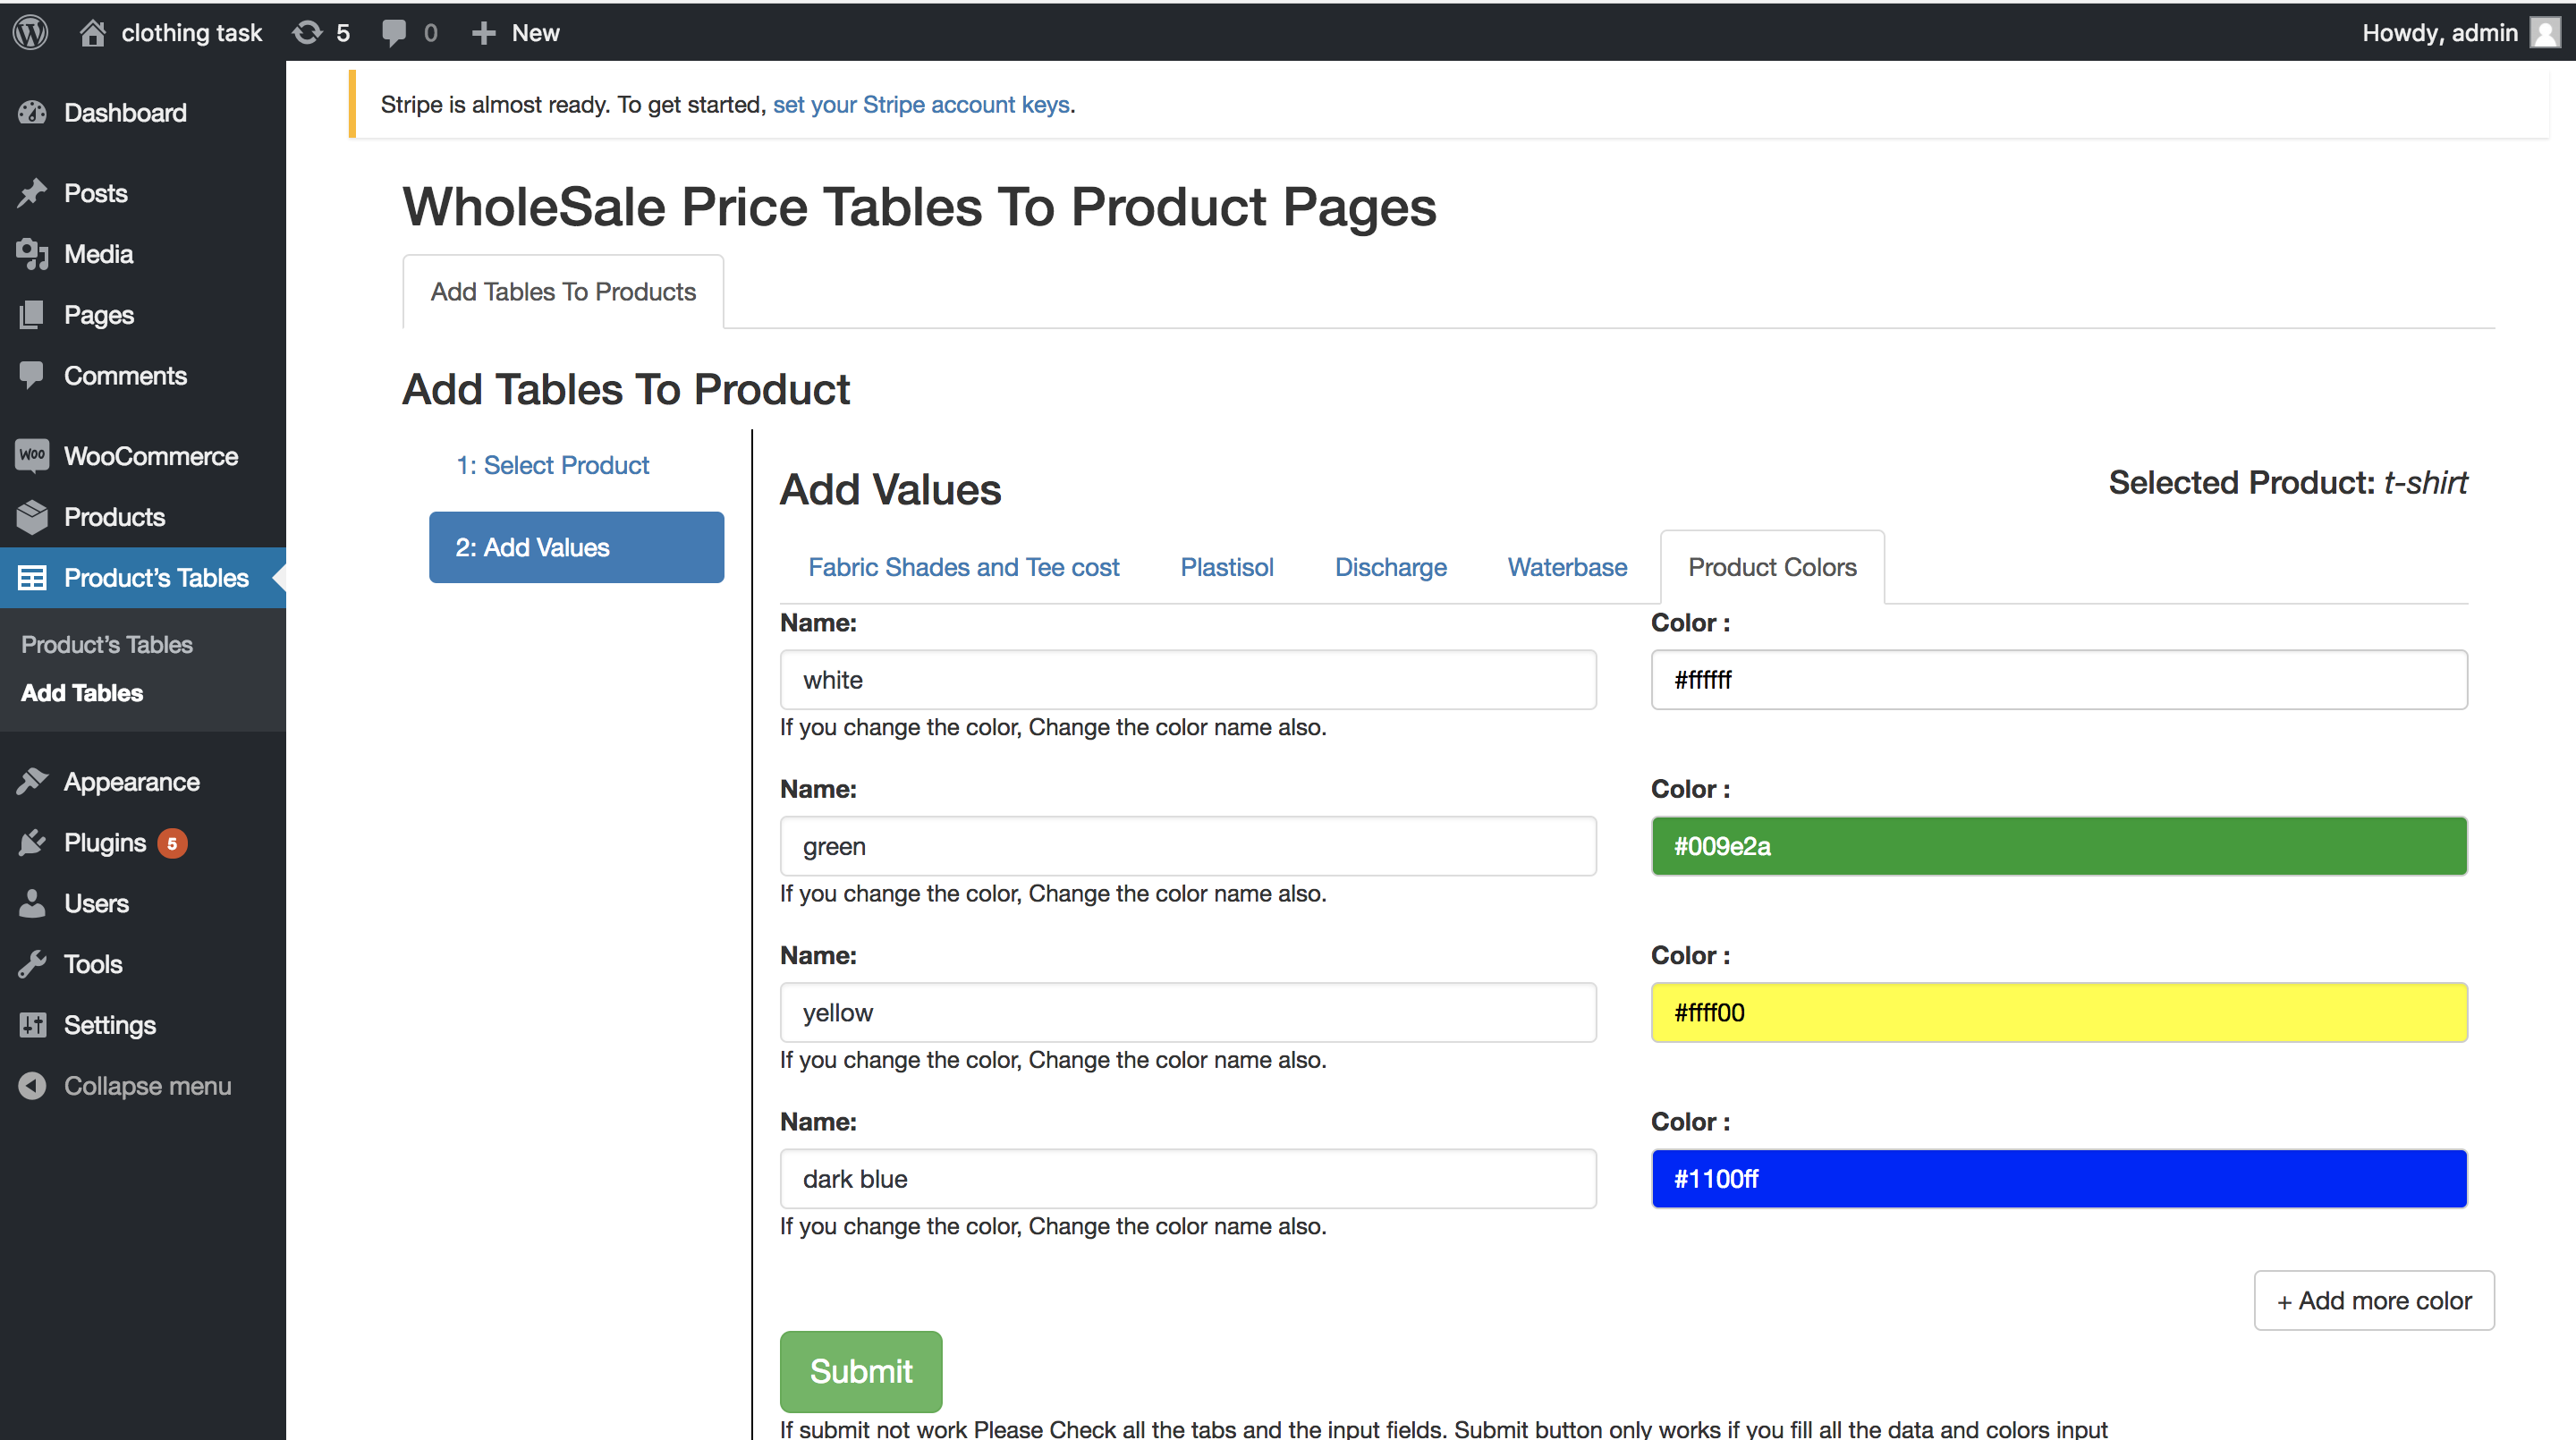 clothing task 5 0 New Howdy, admin
Dashboard
Posts
Media
Pages
Comments
WooCommerce
Products
Product's Tables
Product's Tables
Add Tables
Appearance
Plugins 5
Users
Tools
Settings
Collapse menu
Stripe is almost ready. To get started, set your Stripe account keys.
WholeSale Price Tables To Product Pages
Add Tables To Products
Add Tables To Product
1: Select Product
2: Add Values
Add Values
Selected Product: t-shirt
Fabric Shades and Tee cost Plastisol Discharge Waterbase Product Colors
Name: Color :
white #ffffff
If you change the color, Change the color name also.
Name: Color :
green #009e2a
If you change the color, Change the color name also.
Name: Color :
yellow #ffff00
If you change the color, Change the color name also.
Name: Color :
dark blue #1100ff
If you change the color, Change the color name also.
+ Add more color
Submit
If submit not work Please Check all the tabs and the input fields. Submit button only works if you fill all the data and colors input